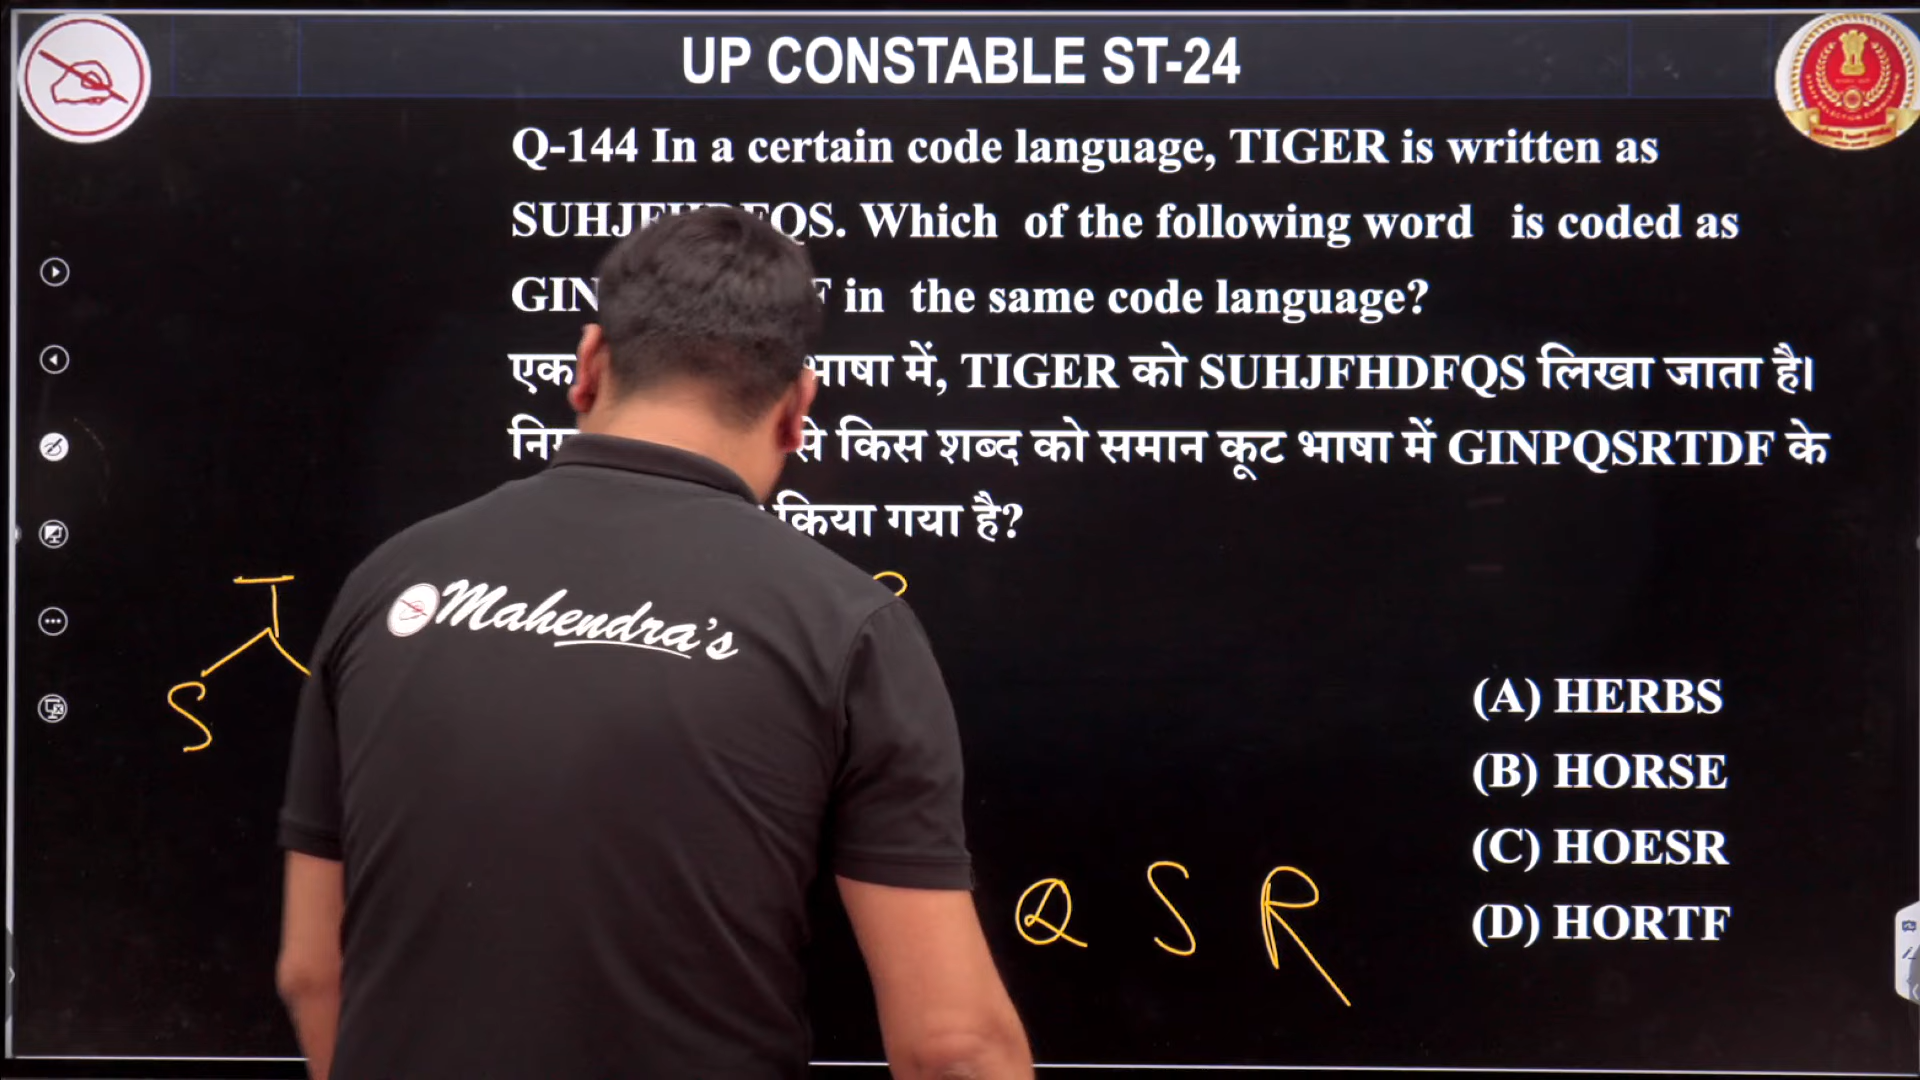 UP CONSTABLE ST-24
Q-144 In a certain code language, TIGER is written as
QS. Which of the following word is coded as
in the same code language?
एक भाषा में, TIGER को SUHJFHDFQS लिखा जाता है।
से किस शब्द को समान कूट भाषा में GINPQSRTDF के
किया गया है?
T
S
Mahendra's
(A) HERBS
(B) HORSE
(C) HOESR
(D) HORTF
Q S R